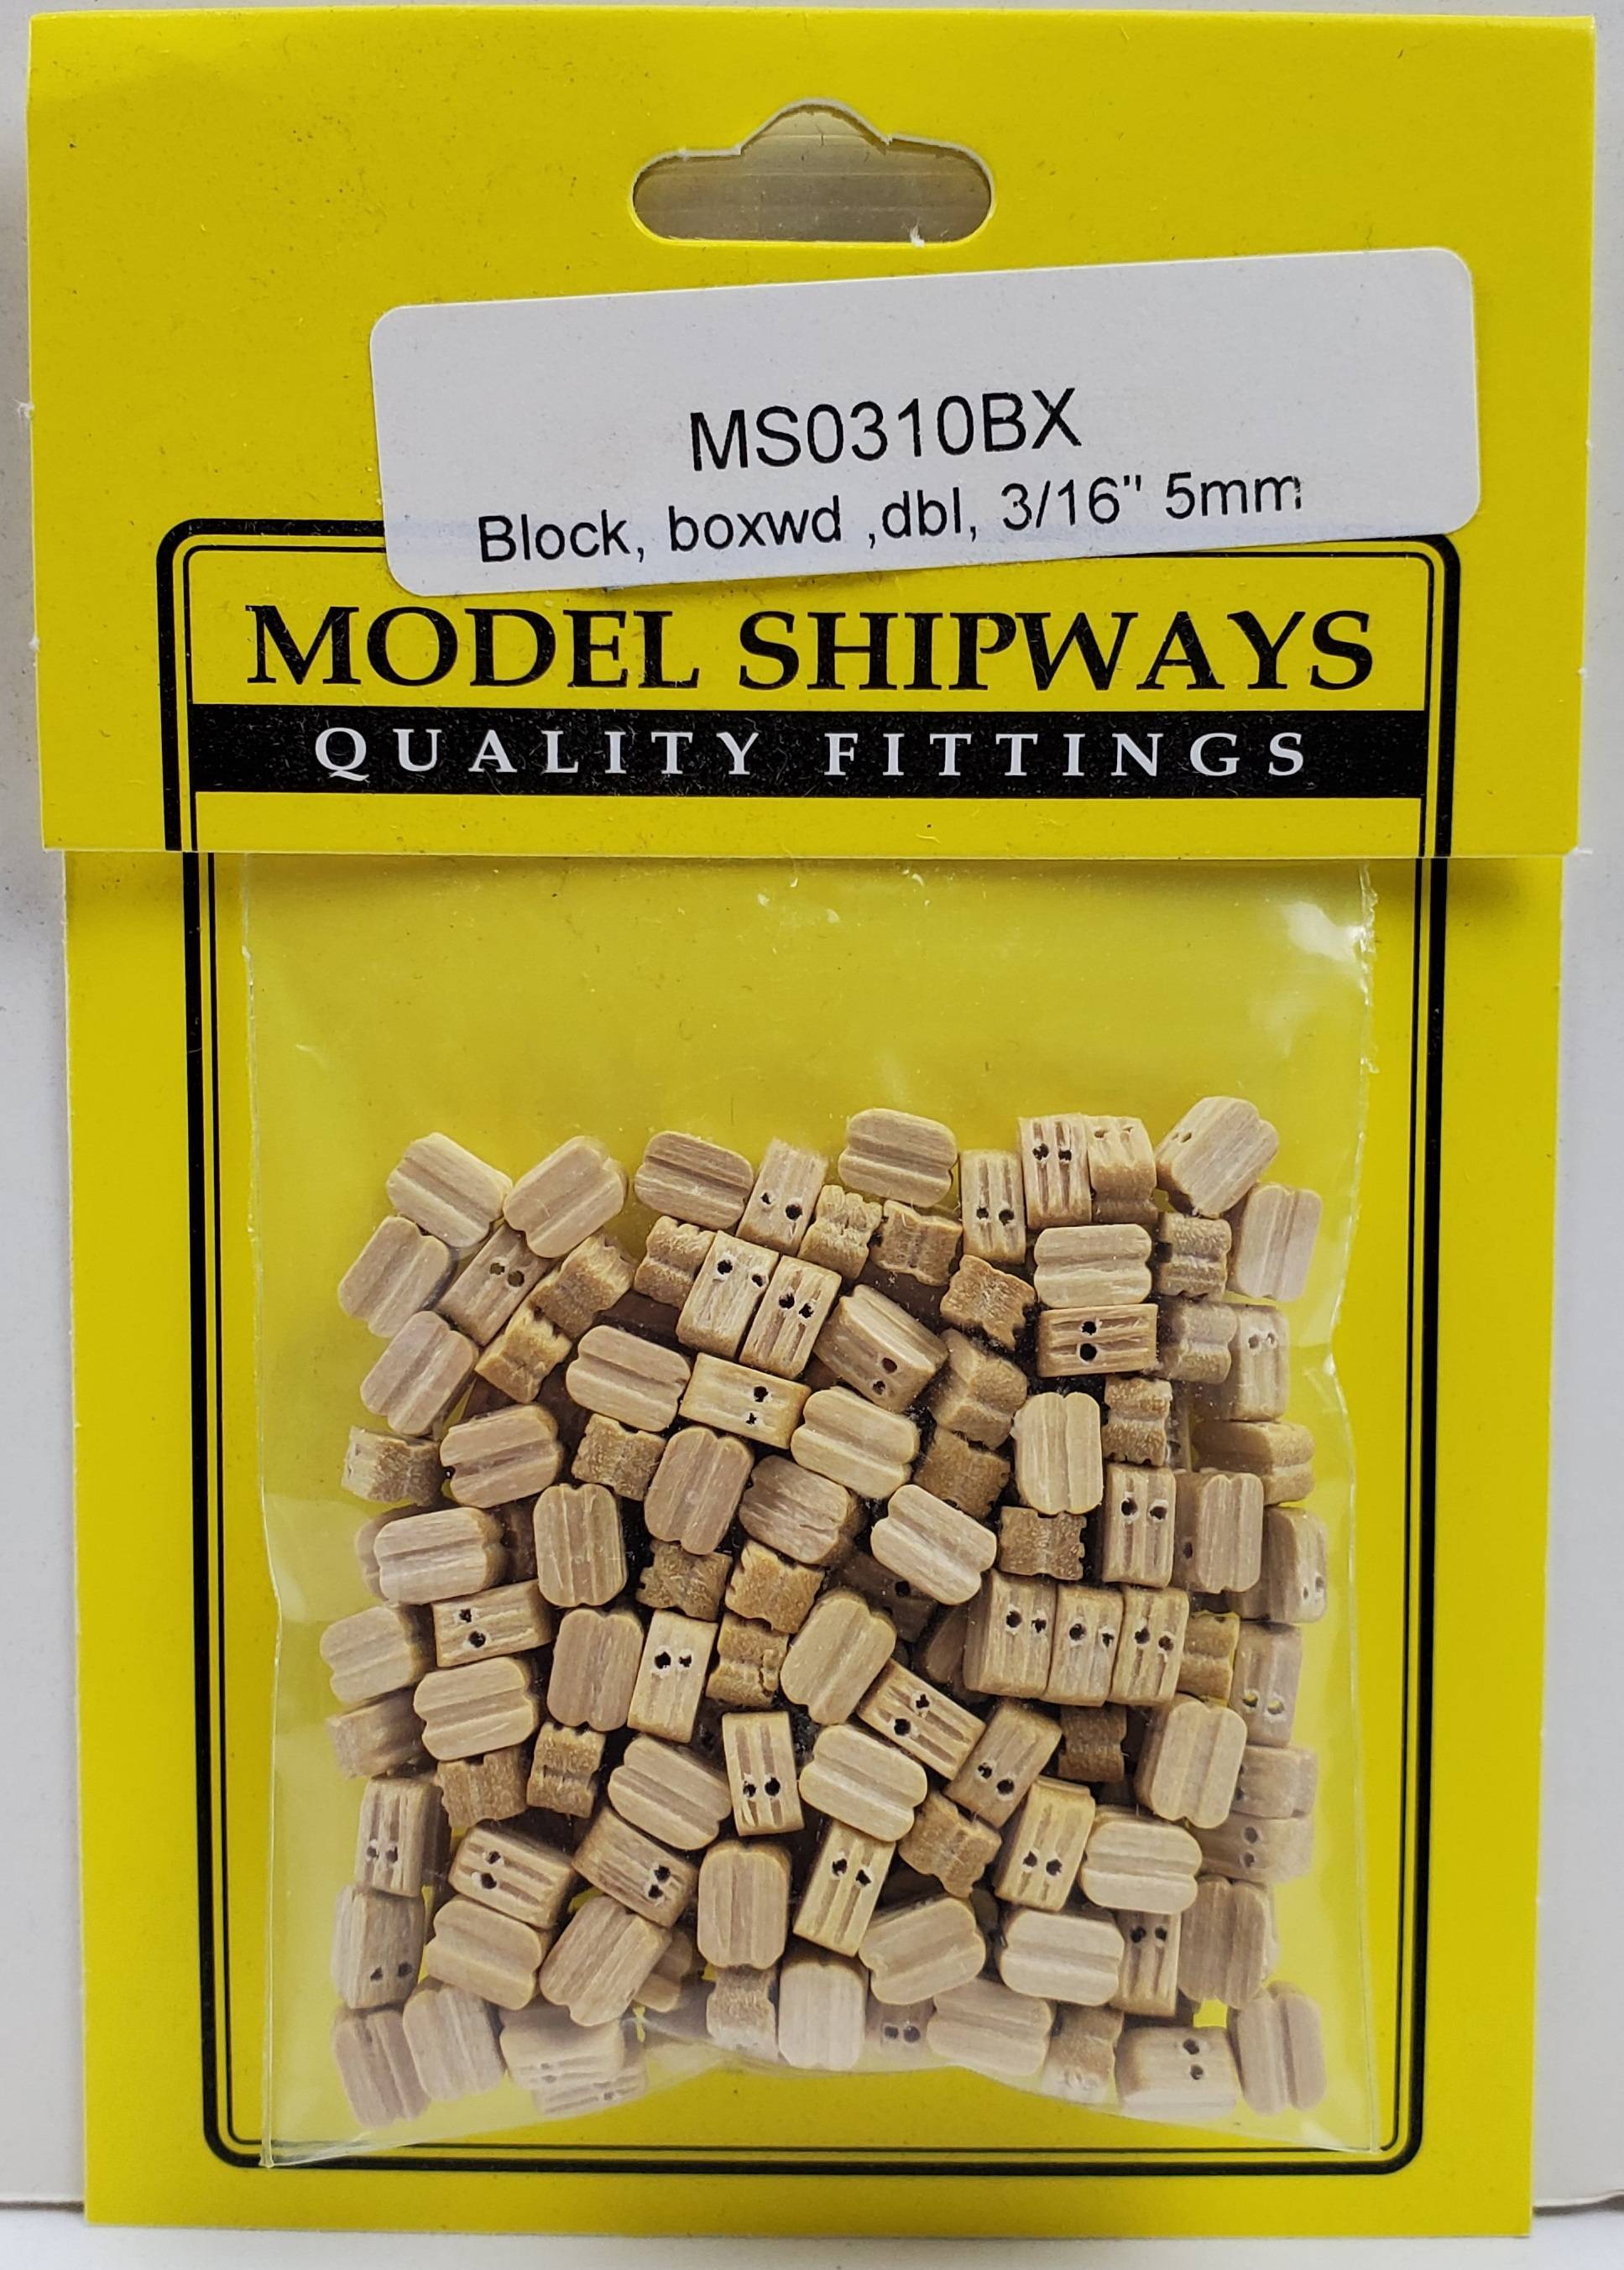 MS0310BX
Block, boxwd ,dbl, 3/16" 5mm
MODEL SHIPWAYS
QUALITY FITTINGS